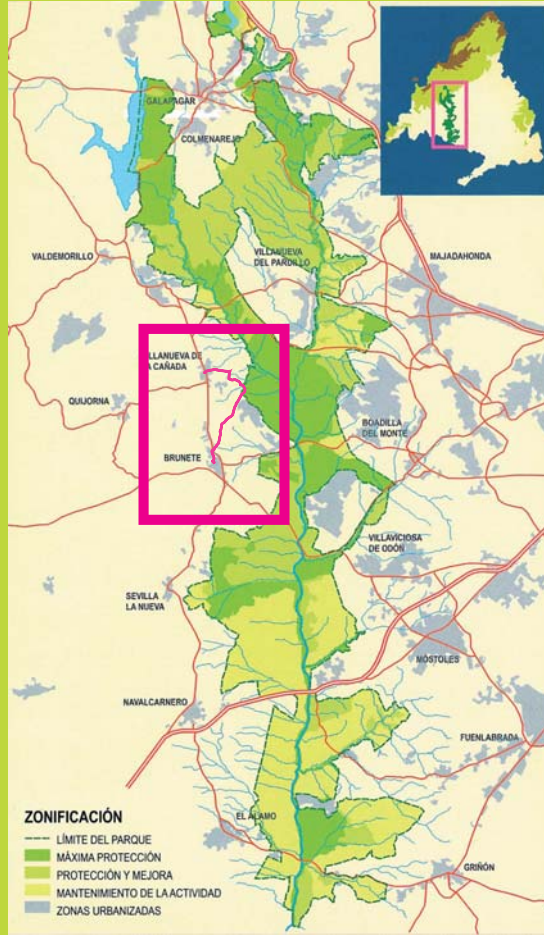 GALAPAGAR
COLMENAREJO
VALDEMORILLO
VILLANUEVA
DEL PARDILLO
MAJADAHONDA
ILLANUEVA DE
A CAÑADA
QUIJORNA
BOADILLA
DEL MONTE
BRUNETE
VILLAVICIOSA
DE ODÓN
SEVILLA
LA NUEVA
MÓSTOLES
NAVALCARNERO
FUENLABRADA
EL ÁLAMO
GRIÑÓN
ZONIFICACIÓN
LÍMITE DEL PARQUE
MÁXIMA PROTECCIÓN
PROTECCIÓN Y MEJORA
MANTENIMIENTO DE LA ACTIVIDAD
ZONAS URBANIZADAS